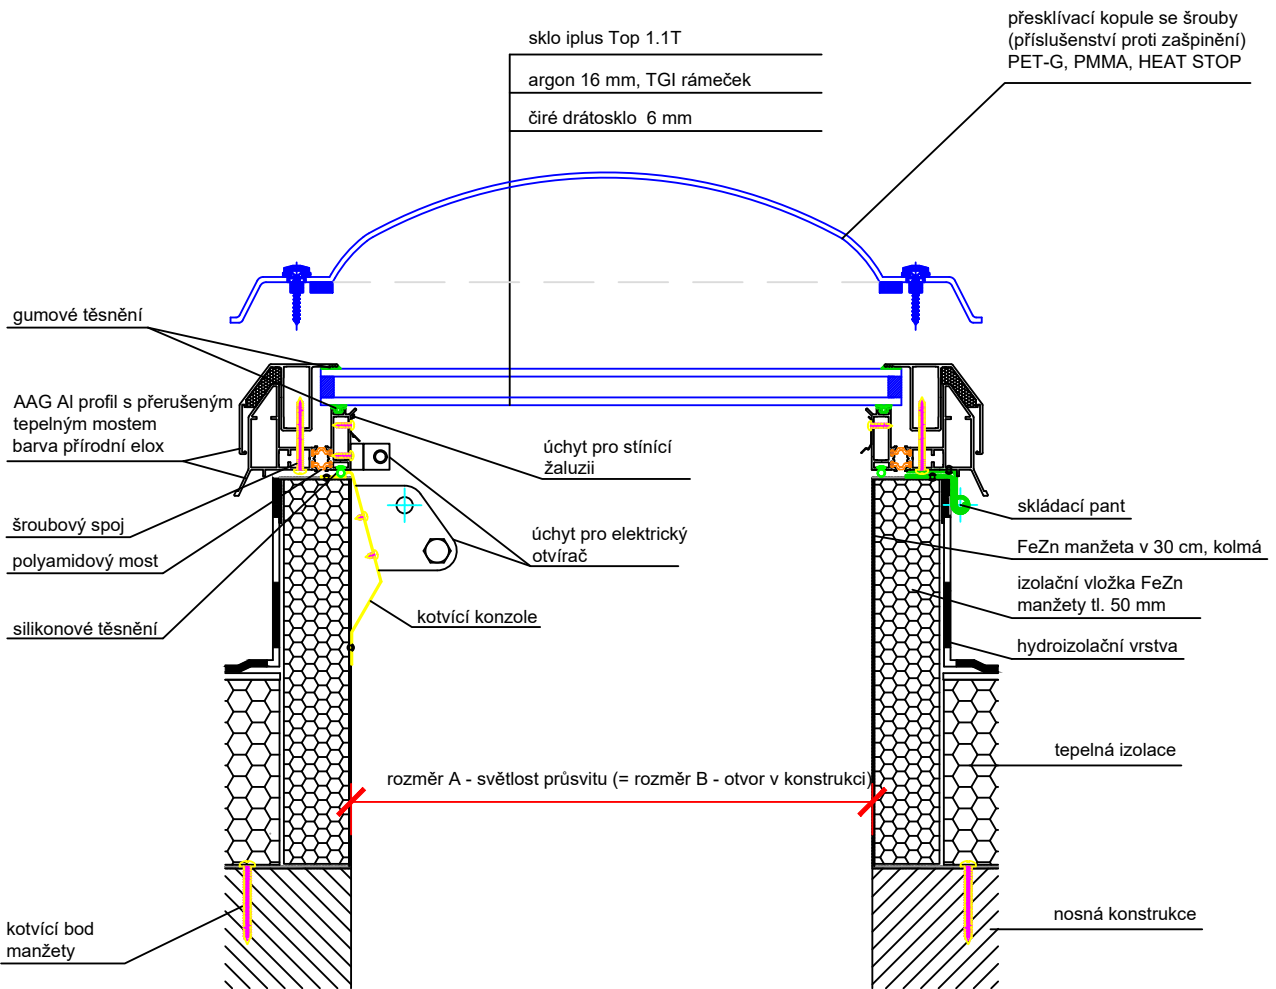 sklo iplus Top 1.1T
argon 16 mm, TGI rámeček
čiré drátosklo 6 mm
přesklívací kopule se šrouby
(příslušenství proti zašpinění)
PET-G, PMMA, HEAT STOP
gumové těsnění
AAG Al profil s přerušeným
tepelným mostem
barva přírodní elox
šroubový spoj
polyamidový most
silikonové těsnění
úchyt pro stínící
žaluzii
úchyt pro elektrický
otvírač
kotvící konzole
skládací pant
FeZn manžeta v 30 cm, kolmá
izolační vložka FeZn
manžety tl. 50 mm
hydroizolační vrstva
tepelná izolace
rozměr A - světlost průsvitu (= rozměr B - otvor v konstrukci)
kotvící bod
manžety
nosná konstrukce